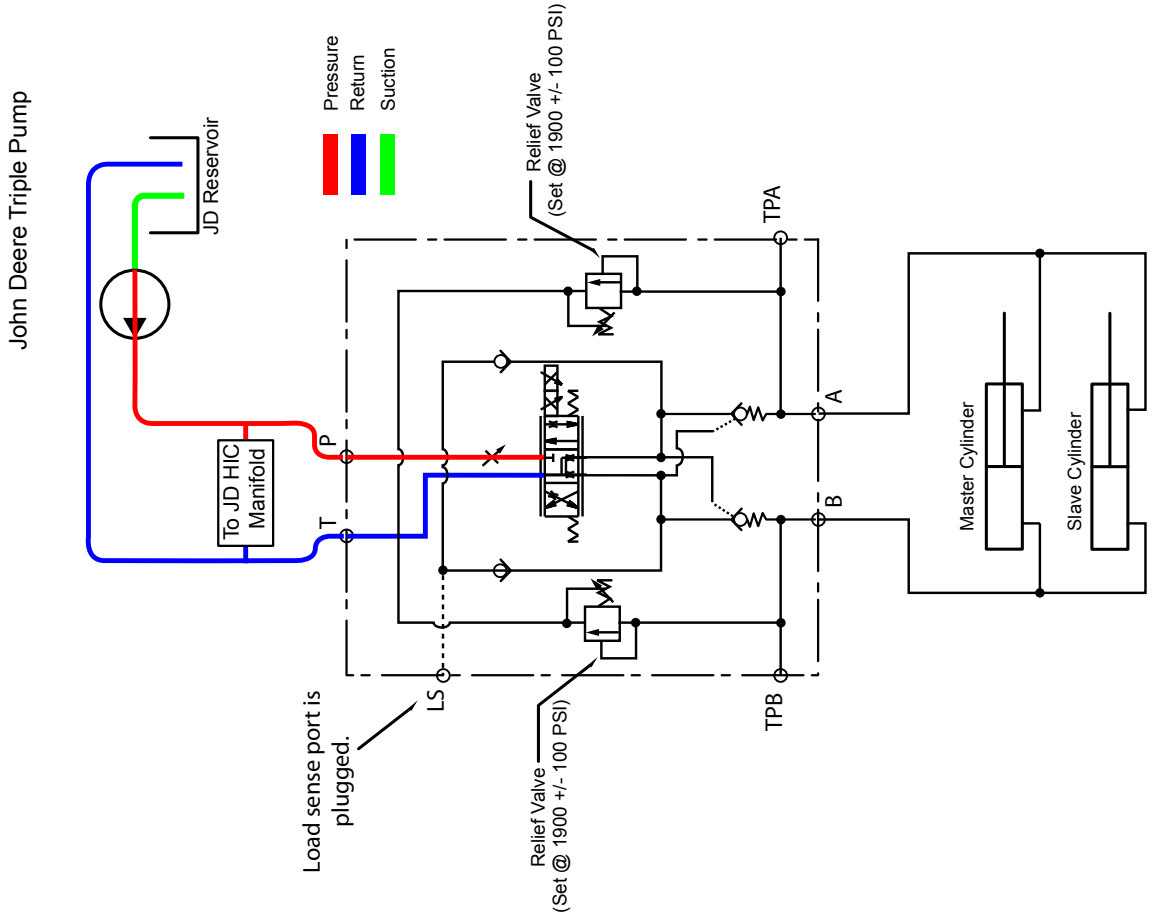 John Deere Triple Pump
JD Reservoir
Pressure
Return
Suction
To JD HIC
Manifold
P
T
Relief Valve
(Set @ 1900 +/- 100 PSI)
TPA
Load sense port is
plugged.
LS
Relief Valve
(Set @ 1900 +/- 100 PSI)
TPB
A
B
Master Cylinder
Slave Cylinder